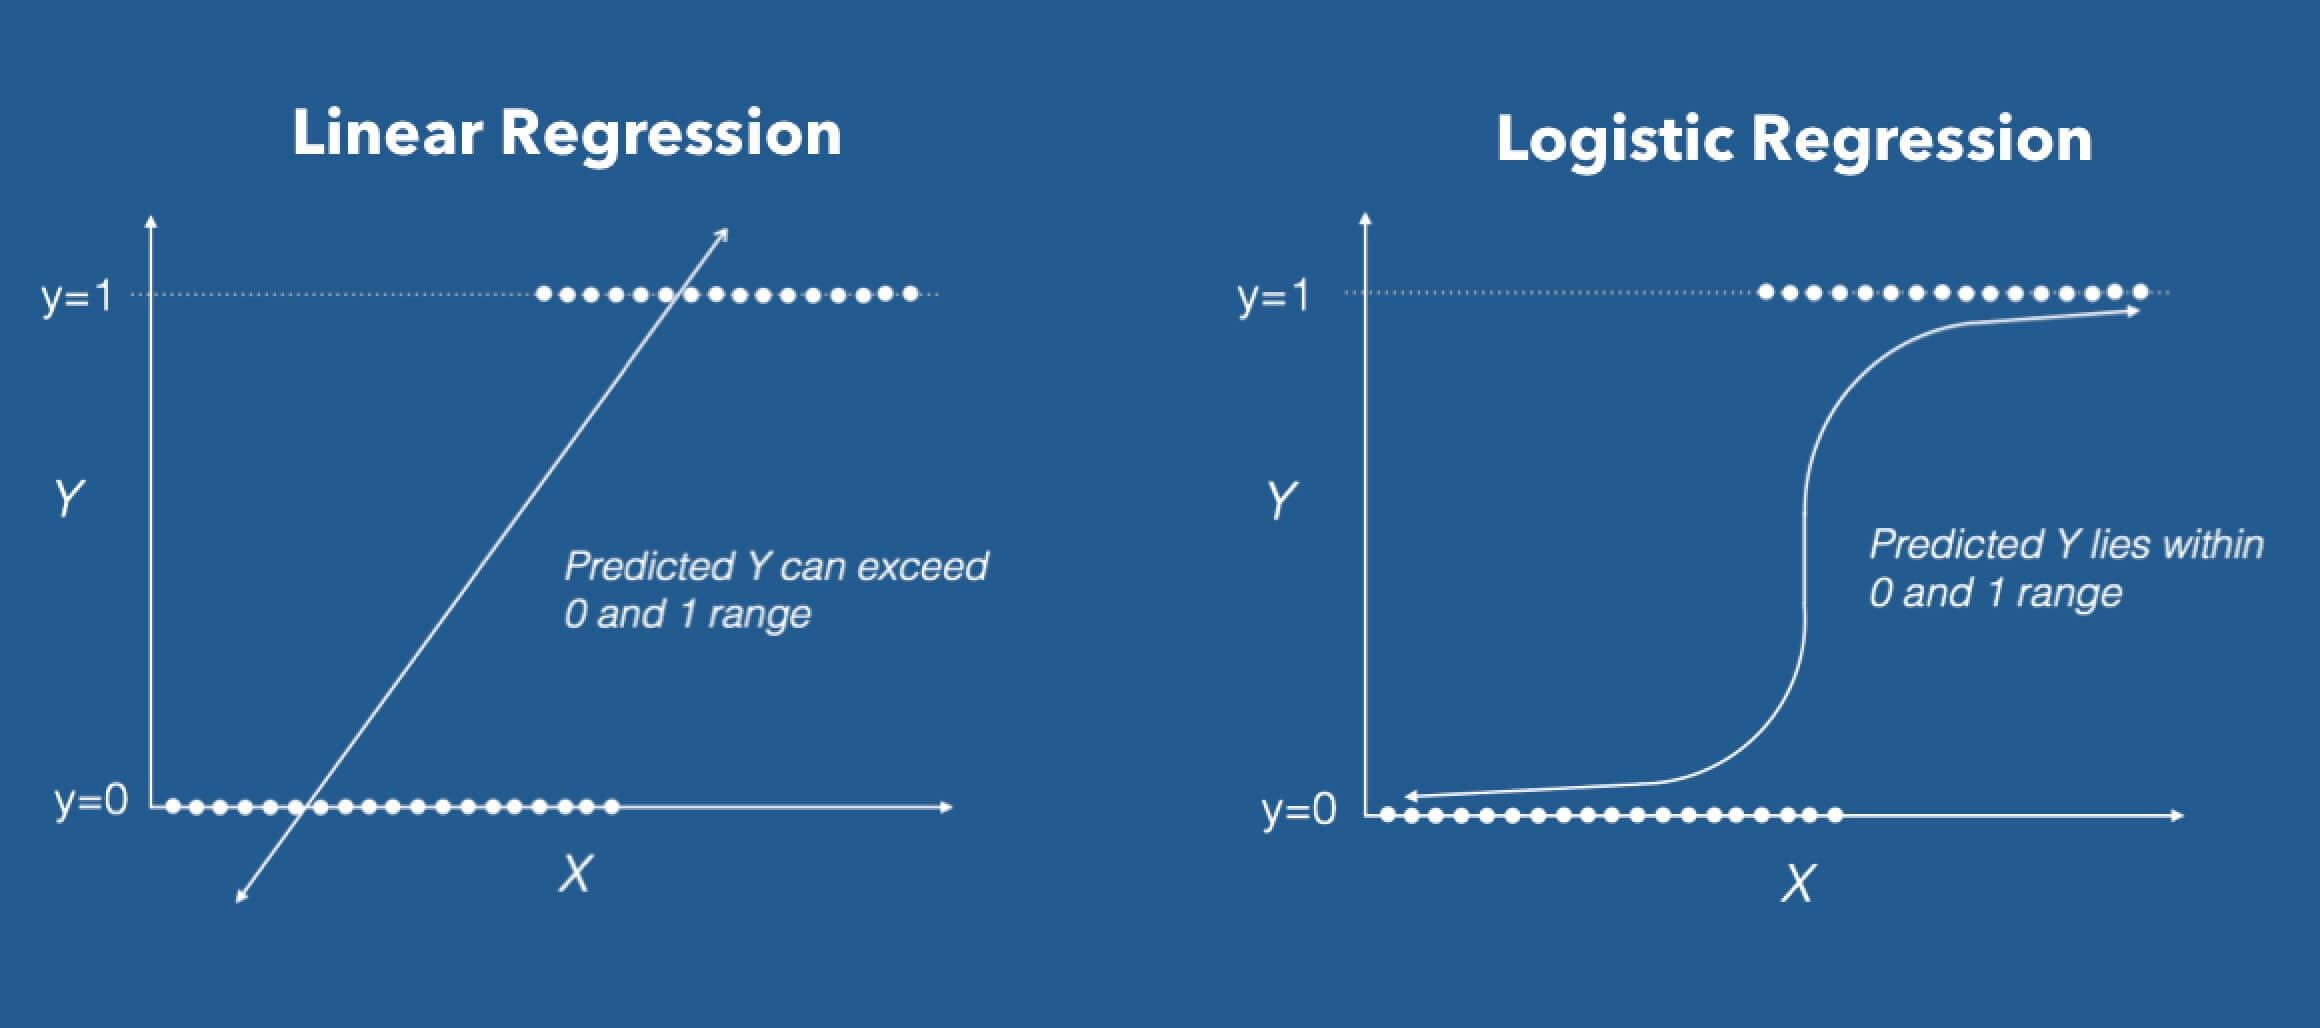 Linear Regression
y=1
Y
Predicted Y can exceed
0 and 1 range
y=0
X
Logistic Regression
y=1
Y
Predicted Y lies within
0 and 1 range
y=0
X